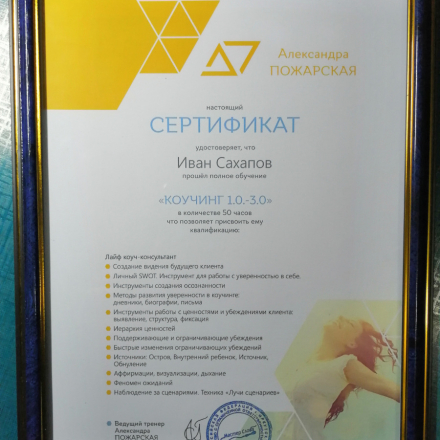 Александра
ПОЖАРСКАЯ
настоящий
СЕРТИФИКАТ
удостоверяет, что
Иван Сахапов
прошёл полное обучение
«КОУЧИНГ 1.0.-3.0»
в количестве 50 часов
что позволяет присвоить ему
квалификацию:
Лайф коуч-консультант
Создание видения будущего клиента
Личный SWOT. Инструмент для работы с уверенностью в себе.
Инструменты создания осознанности
Методы развития уверенности в коучинге:
дневники, биографии, письма
Инструменты работы с ценностями и убеждениями клиента:
выявление, структура, фиксация
Иерархия ценностей
Поддерживающие и ограничивающие убеждения
Быстрые изменения ограничивающих убеждений
Источники: Остров, Внутренний ребенок, Источник,
Обнуление
Аффирмации, визуализации, дыхание
Феномен ожиданий
Наблюдение за сценариями. Техника «Лучи сценариев»
Ведущий тренер
Александра
ПОЖАРСКАЯ